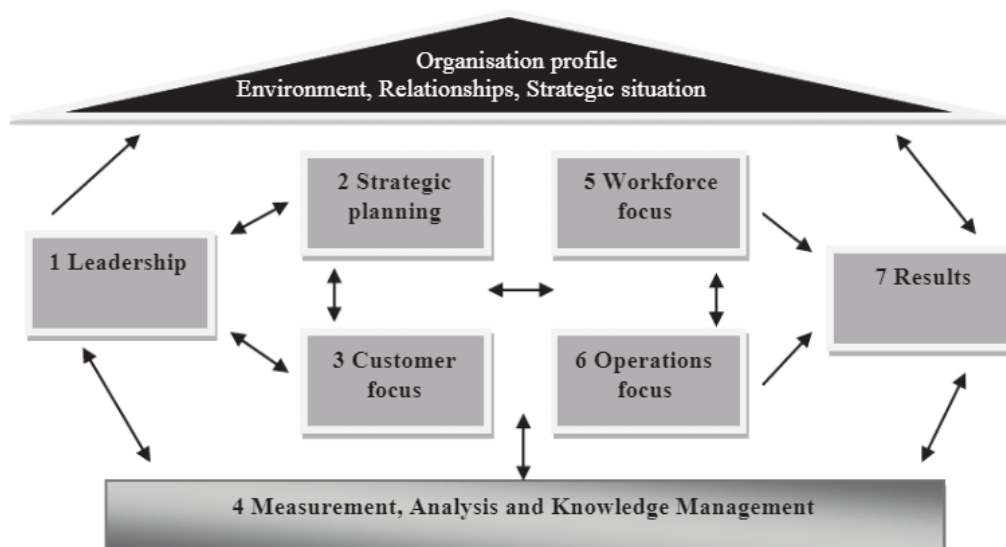 Organisation profile
Environment, Relationships, Strategic situation
2 Strategic
planning
5 Workforce
focus
1 Leadership
7 Results
3 Customer
focus
6 Operations
focus
4 Measurement, Analysis and Knowledge Management